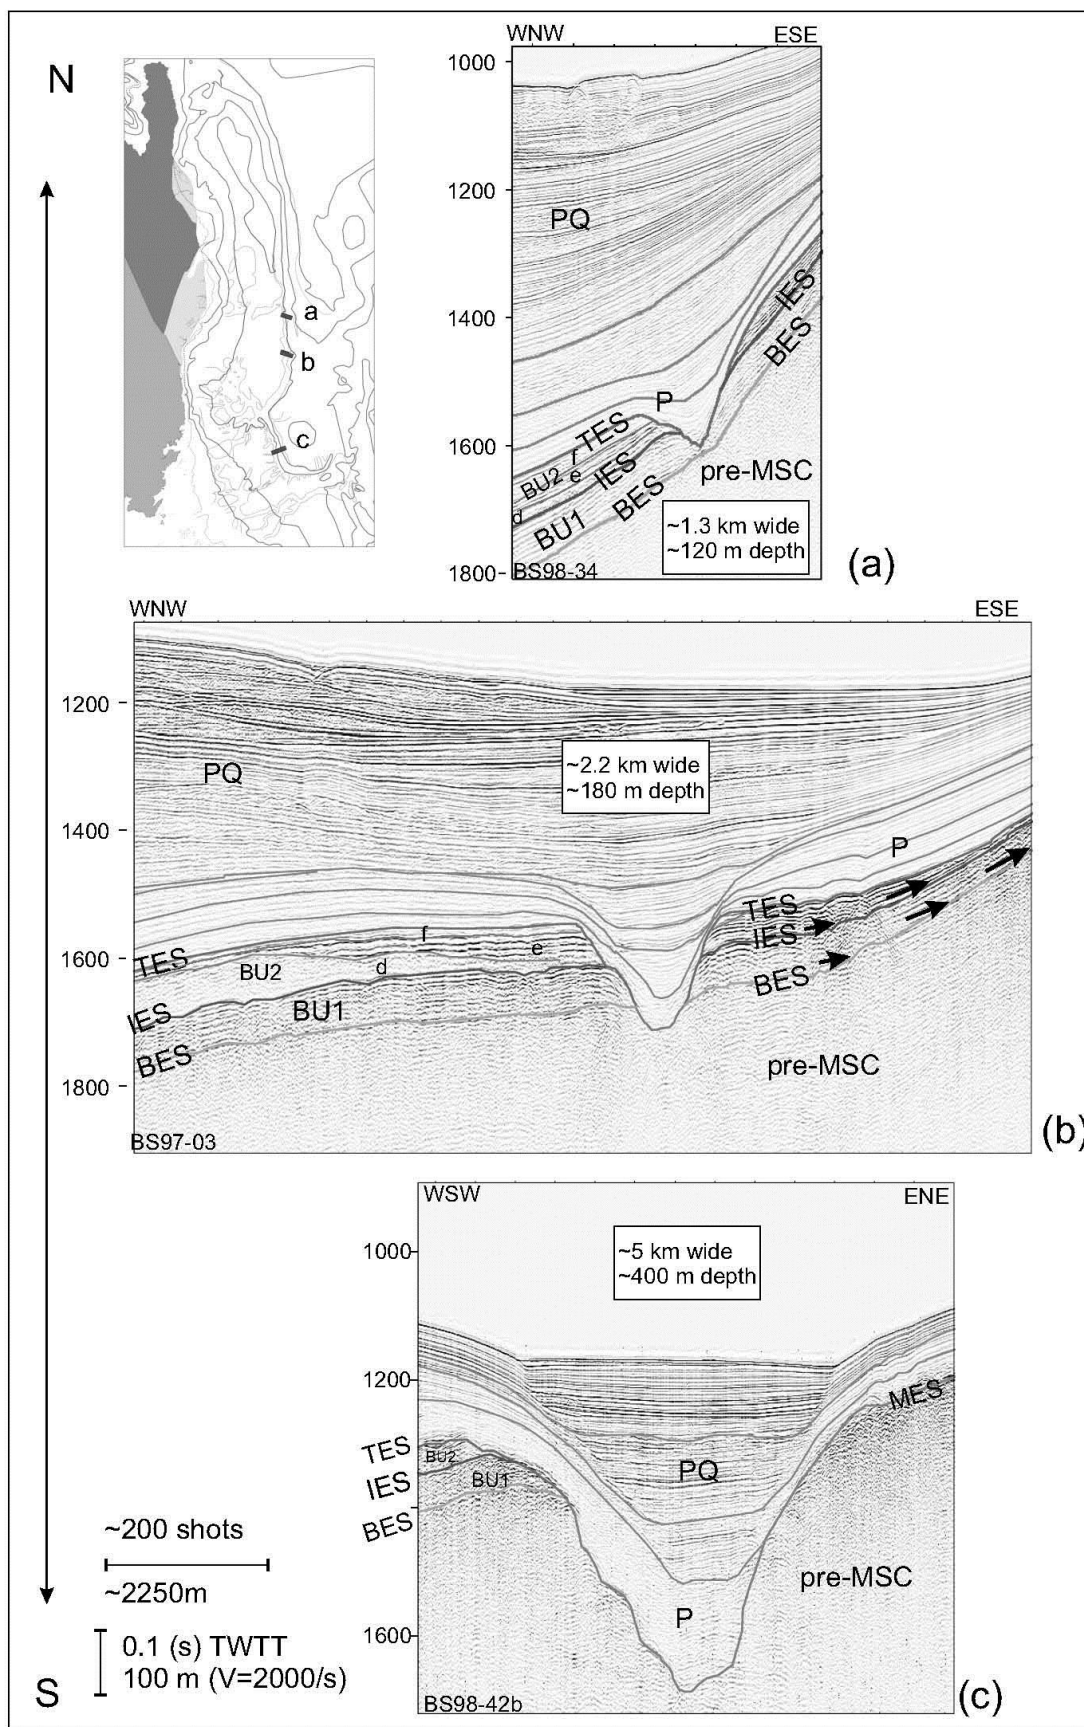 N
S
a
b
c
WNW
ESE
1000
1200
1400
1600
1800
PQ
IES
BES
P
TES
f
BU2
e
IES
d
BU1
BES
pre-MSC
~1.3 km wide
~120 m depth
BS98-34
(a)
WNW
ESE
1200
1300
1400
1600
1800
~2.2 km wide
~180 m depth
PQ
P
TES
IES
BES
f
e
d
TES
BU2
IES
BU1
BES
pre-MSC
BS97-03
(b)
WSW
ENE
1000
1200
1600
~5 km wide
~400 m depth
MES
TES
BU2
IES
BU1
BES
PQ
P
pre-MSC
BS98-42b
(c)
~200 shots
~2250m
0.1 (s) TWTT
100 m (V=2000/s)